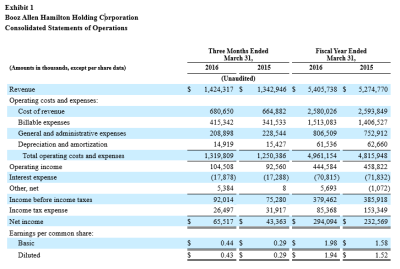 Exhibit 1
Booz Allen Hamilton Holding Corporation
Consolidated Statements of Operations
Three Months Ended March 31, Fiscal Year Ended March 31,
(Amounts in thousands, except per share data) 2016 2015 2016 2015
(Unaudited)
Revenue $ 1,424,317 $ 1,342,946 $ 5,405,738 $ 5,274,770
Operating costs and expenses:
Cost of revenue 680,650 664,882 2,580,026 2,593,849
Billable expenses 415,342 341,533 1,513,083 1,406,527
General and administrative expenses 208,898 228,544 806,509 752,912
Depreciation and amortization 14,919 15,427 61,536 62,660
Total operating costs and expenses 1,319,809 1,250,386 4,961,154 4,815,948
Operating income 104,508 92,560 444,584 458,822
Interest expense (17,878) (17,288) (70,815) (71,832)
Other, net 5,384 8 5,693 (1,072)
Income before income taxes 92,014 75,280 379,462 385,918
Income tax expense 26,497 31,917 85,368 153,349
Net income $ 65,517 $ 43,363 $ 294,094 $ 232,569
Earnings per common share:
Basic $ 0.44 $ 0.29 $ 1.98 $ 1.58
Diluted $ 0.43 $ 0.29 $ 1.94 $ 1.52